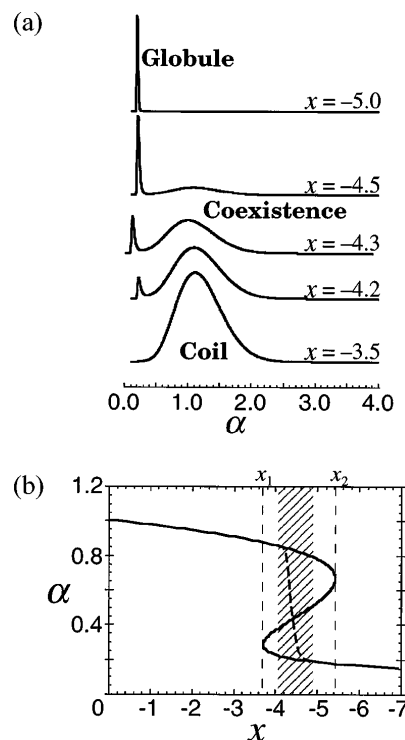 (a)
Globule
x = –5.0
x = –4.5
Coexistence
x = –4.3
x = –4.2
Coil
x = –3.5
0.0 1.0 2.0 3.0 4.0
α
(b)
x₁ x₂
1.2
0.8
α
0.4
0
0 -1 -2 -3 -4 -5 -6 -7
x